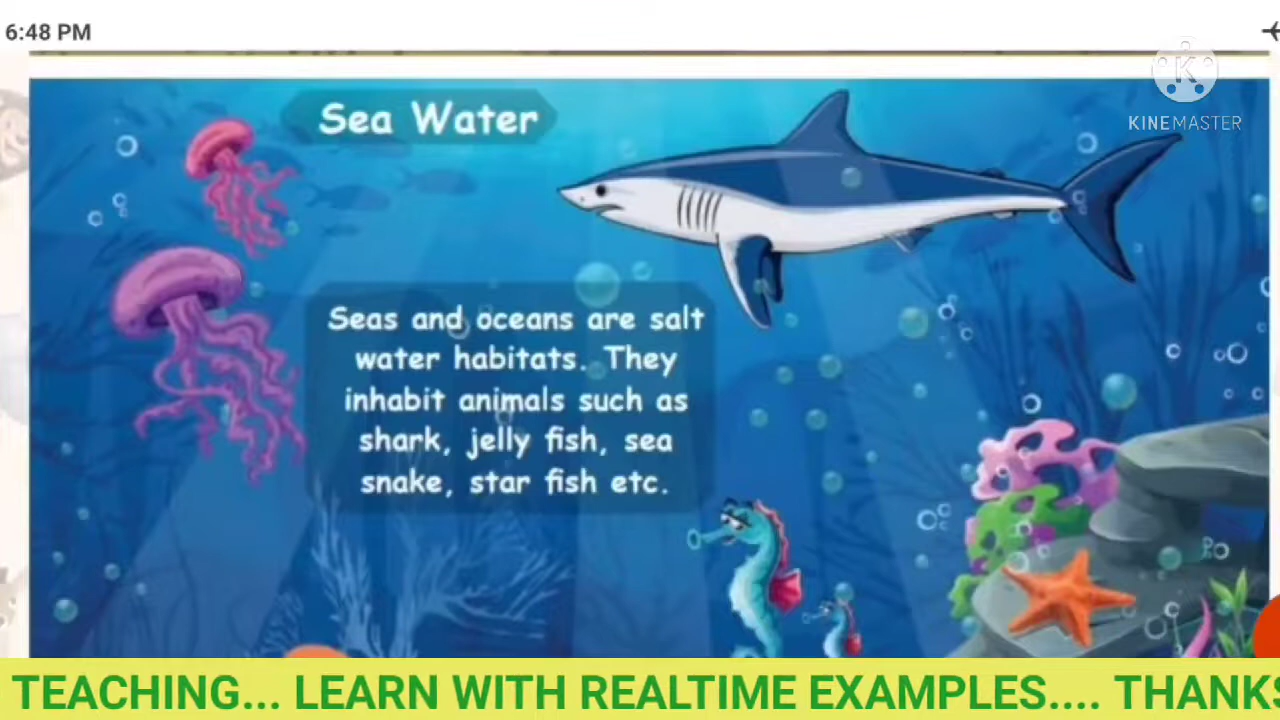 6:48 PM
KINEMASTER
Sea Water
Seas and oceans are salt
water habitats. They
inhabit animals such as
shark, jelly fish, sea
snake, star fish etc.
TEACHING... LEARN WITH REALTIME EXAMPLES.... THANKS